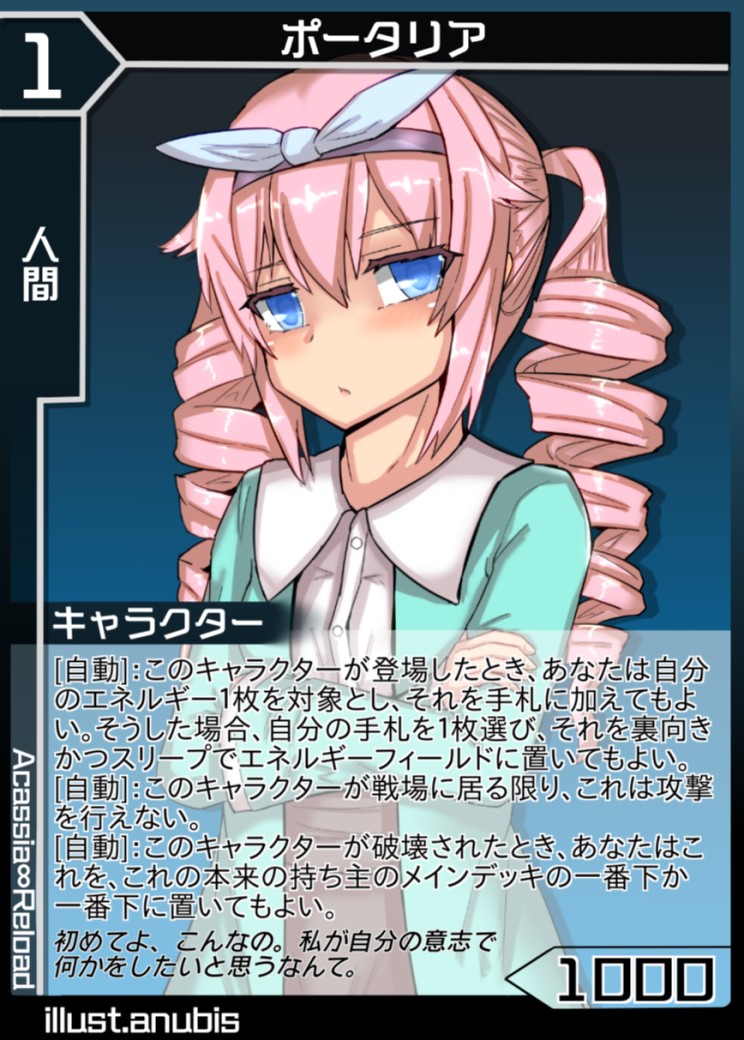 ポータリア
1
人間
キャラクター
[自動]:このキャラクターが登場したとき、あなたは自分
のエネルギー1枚を対象とし、それを手札に加えてもよ
い。そうした場合、自分の手札を1枚選び、それを裏向き
かつスリープでエネルギーフィールドに置いてもよい。
[自動]:このキャラクターが戦場に居る限り、これは攻撃
を行えない。
[自動]:このキャラクターが破壊されたとき、あなたはこ
れを、これの本来の持ち主のメインデッキの一番下か
一番下に置いてもよい。
初めてよ、こんなの。私が自分の意志で
何かをしたいと思うなんて。
1000
Acassia∞Reload
illust.anubis